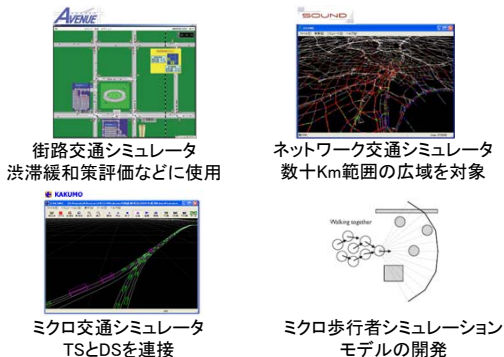 AVENUE
SOUND
街路交通シミュレータ
渋滞緩和策評価などに使用
ネットワーク交通シミュレータ
数十Km範囲の広域を対象
KAKUMO
Walking together
ミクロ交通シミュレータ
TSとDSを連接
ミクロ歩行者シミュレーション
モデルの開発